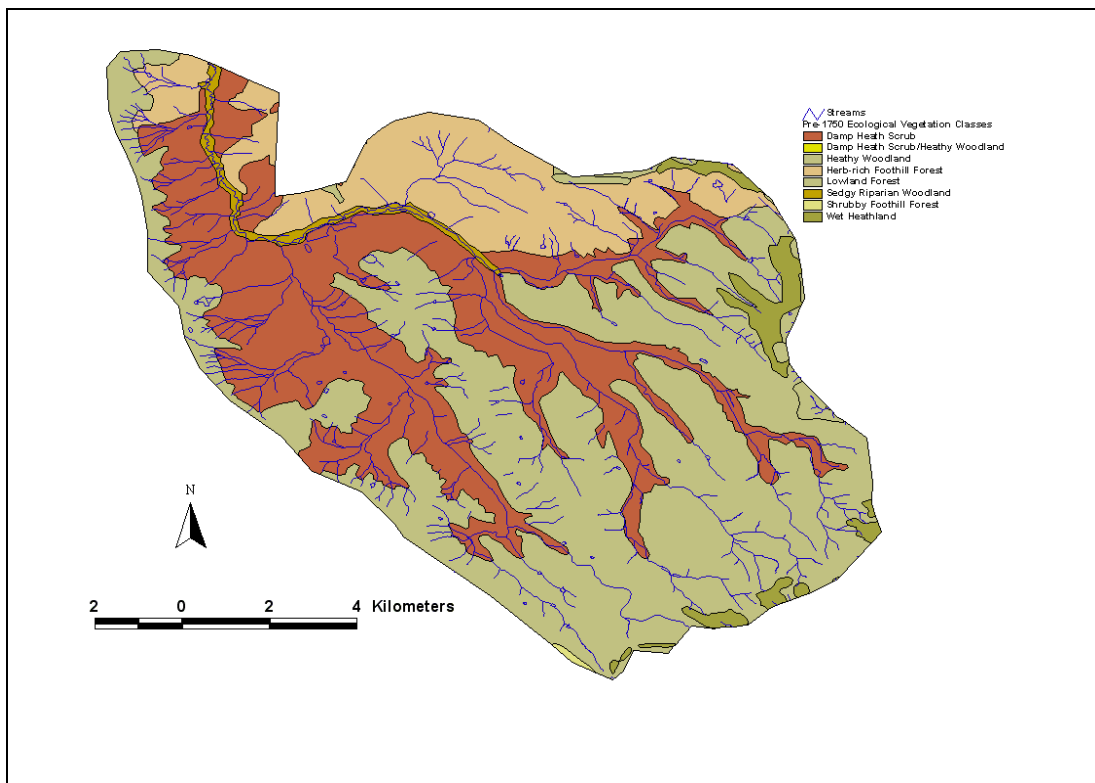 Streams
Pre-1750 Ecological Vegetation Classes
Damp Heath Scrub
Damp Heath Scrub/Heathy Woodland
Heathy Woodland
Herb-rich Foothill Forest
Lowland Forest
Sedgy Riparian Woodland
Shrubby Foothill Forest
Wet Heathland
N
2 0 2 4 Kilometers